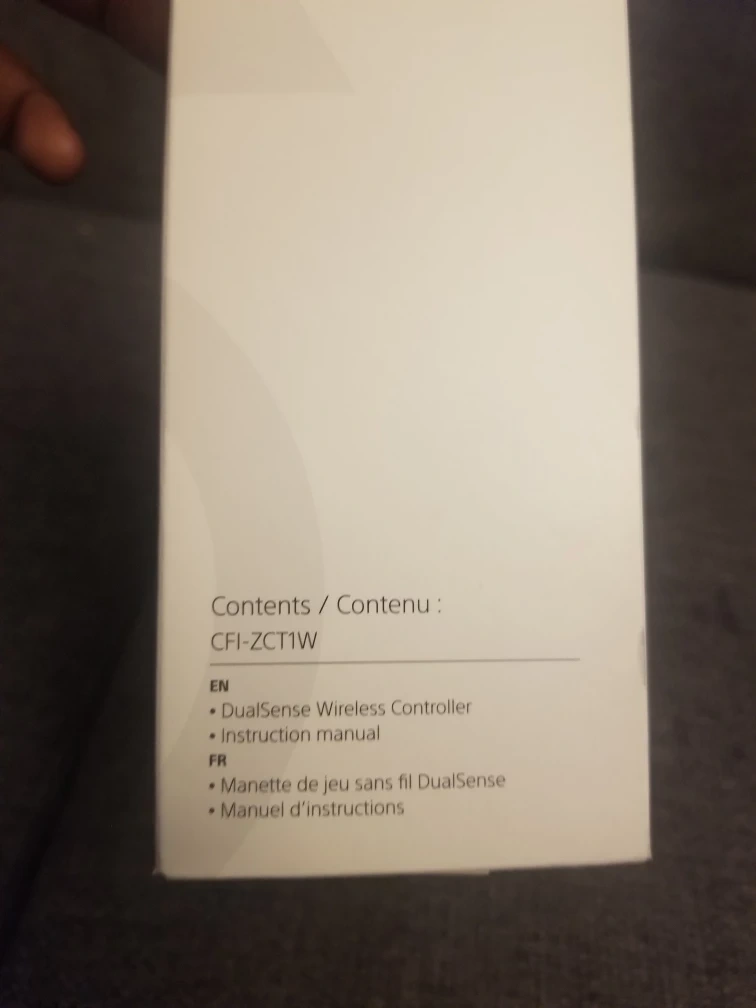 Contents / Contenu :
CFI-ZCT1W
EN
• DualSense Wireless Controller
• Instruction manual
FR
• Manette de jeu sans fil DualSense
• Manuel d'instructions